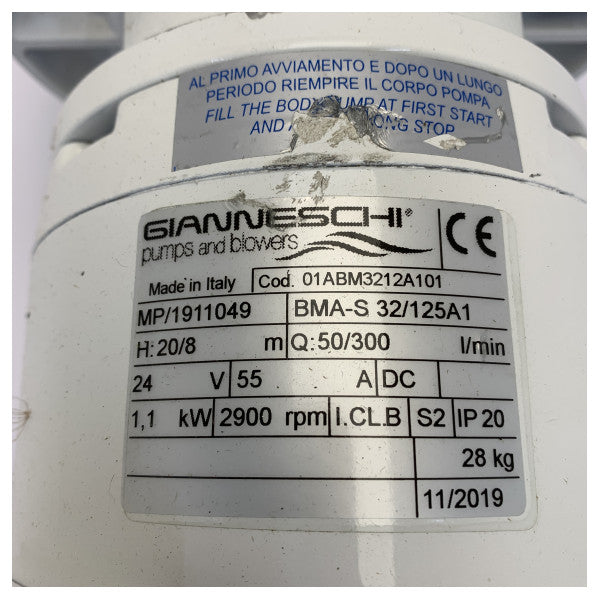 AL PRIMO AVVIAMENTO E DOPO UN LUNGO
PERIODO RIEMPIRE IL CORPO POMPA
FILL THE BODY PUMP AT FIRST START
AND LONG STOP
GIANNESCHI
pumps and blowers
CE
Made in Italy Cod. 01ABM3212A101
MP/1911049 BMA-S 32/125A1
H: 20/8 m Q: 50/300 l/min
24 V 55 A DC
1,1 kW 2900 rpm I.CL.B S2 IP 20
28 kg
11/2019